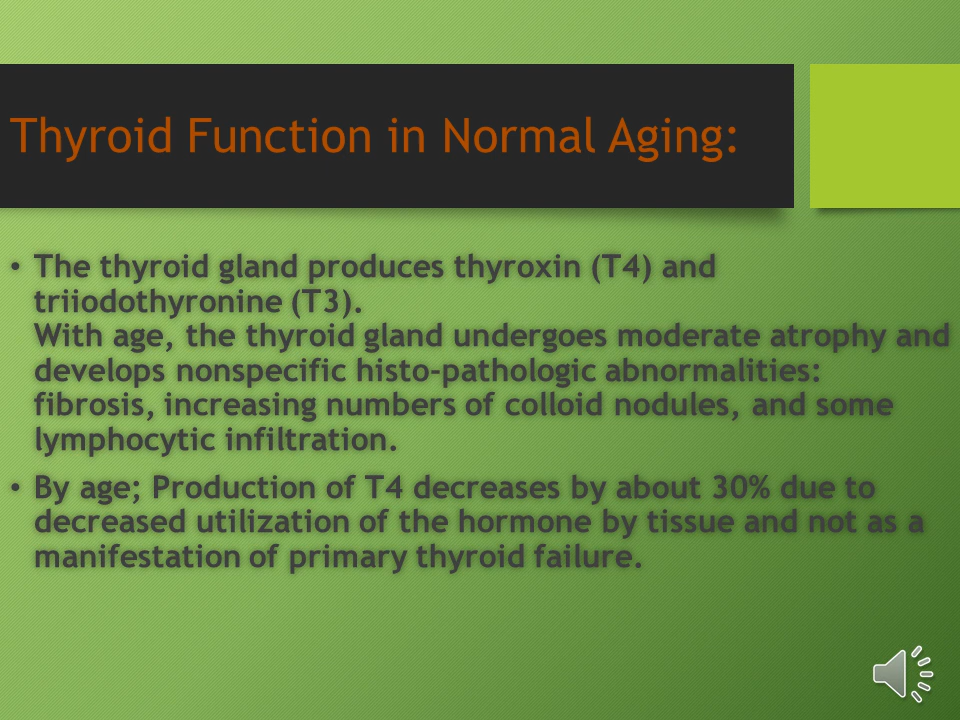 Thyroid Function in Normal Aging:
• The thyroid gland produces thyroxin (T4) and
triiodothyronine (T3).
With age, the thyroid gland undergoes moderate atrophy and
develops nonspecific histo-pathologic abnormalities:
fibrosis, increasing numbers of colloid nodules, and some
lymphocytic infiltration.
• By age; Production of T4 decreases by about 30% due to
decreased utilization of the hormone by tissue and not as a
manifestation of primary thyroid failure.